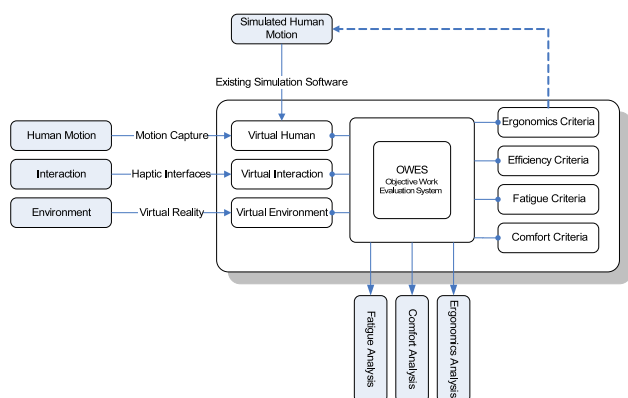 Simulated Human
Motion
Existing Simulation Software
Human Motion
Motion Capture
Virtual Human
Ergonomics Criteria
Interaction
Haptic Interfaces
Virtual Interaction
OWES
Objective Work
Evaluation System
Efficiency Criteria
Environment
Virtual Reality
Virtual Environment
Fatigue Criteria
Comfort Criteria
Fatigue Analysis
Comfort Analysis
Ergonomics Analysis